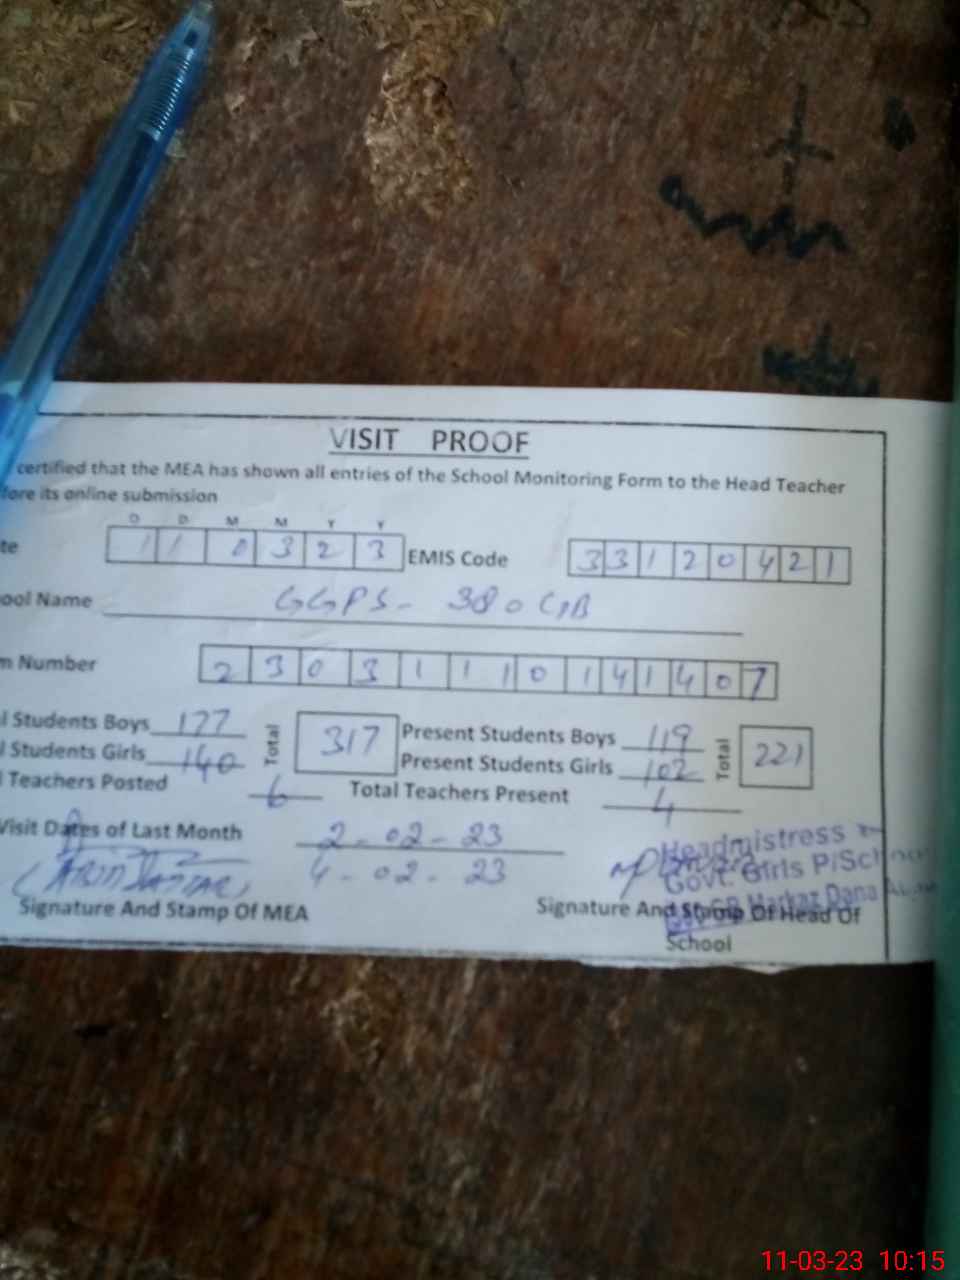 VISIT PROOF
certified that the MEA has shown all entries of the School Monitoring Form to the Head Teacher
fore its online submission
D D M M Y Y
te 1 1 0 3 2 3 EMIS Code 3 3 1 2 0 4 2 1
ool Name GGPS- 380 GB
m Number 2 3 0 3 1 1 1 0 1 4 1 4 0 7
l Students Boys 177 Total 317 Present Students Boys 119 Total 221
l Students Girls 140 Present Students Girls 102
l Teachers Posted 6 Total Teachers Present 4
Visit Dates of Last Month 2-02-23
4-02-23
Headmistress
Govt. Girls P/School
GB Markaz Dana
Signature And Stamp Of MEA Signature And Stamp Of Head Of
School
11-03-23 10:15